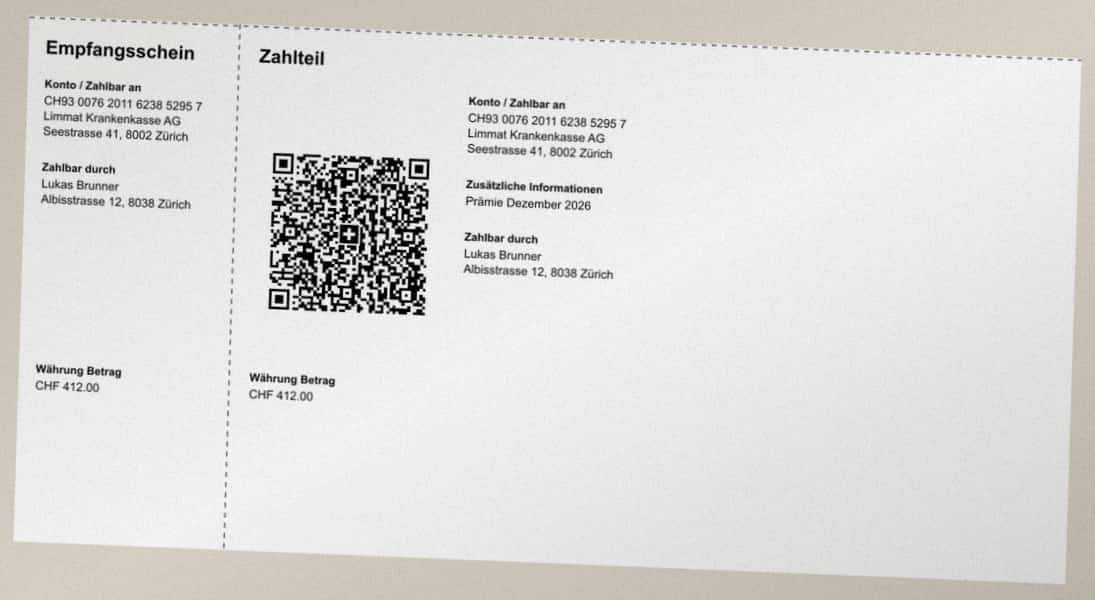 Empfangsschein
Konto / Zahlbar an
CH93 0076 2011 6238 5295 7
Limmat Krankenkasse AG
Seestrasse 41, 8002 Zürich
Zahlbar durch
Lukas Brunner
Albisstrasse 12, 8038 Zürich
Währung Betrag
CHF 412.00
Zahlteil
Währung Betrag
CHF 412.00
Konto / Zahlbar an
CH93 0076 2011 6238 5295 7
Limmat Krankenkasse AG
Seestrasse 41, 8002 Zürich
Zusätzliche Informationen
Prämie Dezember 2026
Zahlbar durch
Lukas Brunner
Albisstrasse 12, 8038 Zürich